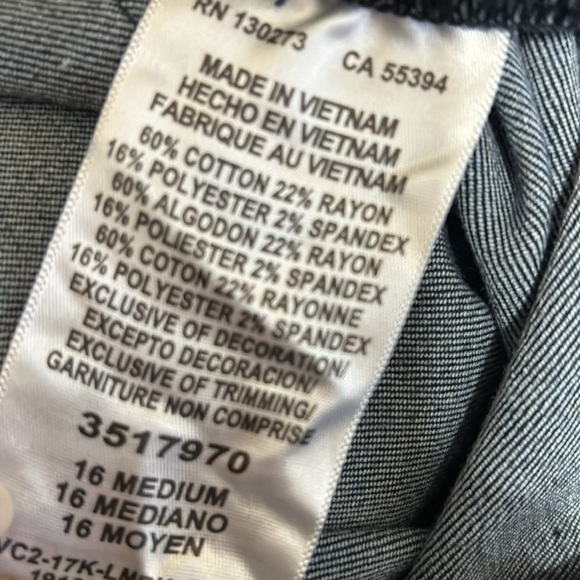 RN 130273 CA 55394
MADE IN VIETNAM
HECHO EN VIETNAM
FABRIQUE AU VIETNAM
60% COTTON 22% RAYON
16% POLYESTER 2% SPANDEX
60% ALGODON 22% RAYON
16% POLIESTER 2% SPANDEX
60% COTON 22% RAYONNE
16% POLYESTER 2% SPANDEX
EXCLUSIVE OF DECORATION/
EXCEPTO DECORACION/
EXCLUSIVE OF TRIMMING/
GARNITURE NON COMPRISE
3517970
16 MEDIUM
16 MEDIANO
16 MOYEN